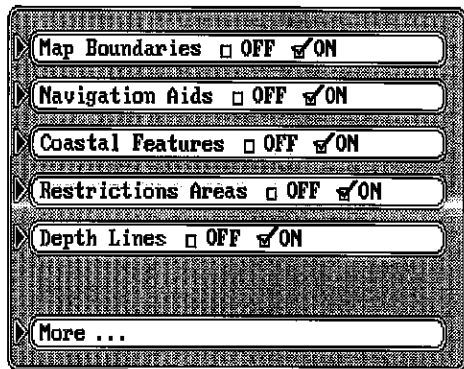 Map Boundaries OFF ON
Navigation Aids OFF ON
Coastal Features OFF ON
Restrictions Areas OFF ON
Depth Lines OFF ON
More ...